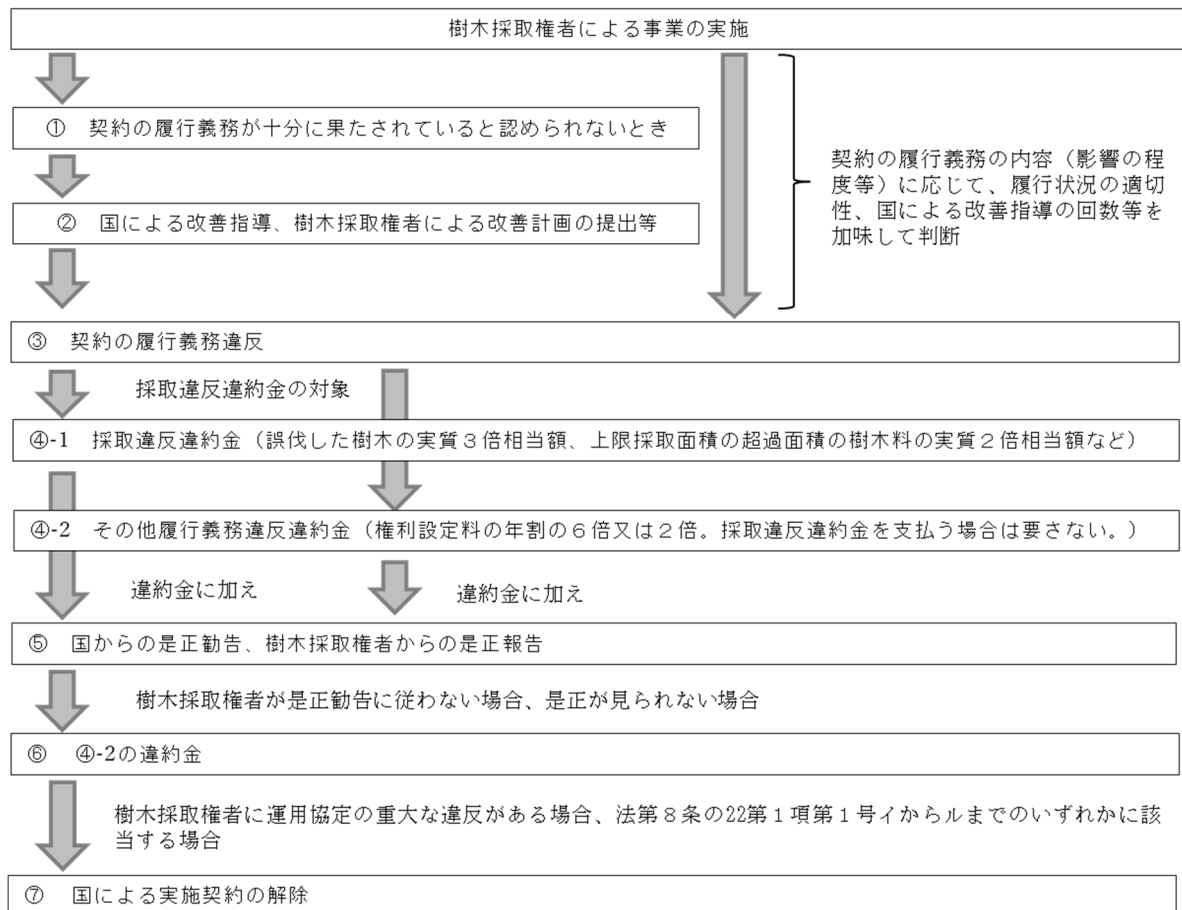 樹木採取権者による事業の実施
① 契約の履行義務が十分に果たされていると認められないとき
② 国による改善指導、樹木採取権者による改善計画の提出等
契約の履行義務の内容（影響の程
度等）に応じて、履行状況の適切
性、国による改善指導の回数等を
加味して判断
③ 契約の履行義務違反
採取違反違約金の対象
④-1 採取違反違約金（誤伐した樹木の実質３倍相当額、上限採取面積の超過面積の樹木料の実質２倍相当額など）
④-2 その他履行義務違反違約金（権利設定料の年割の６倍又は２倍。採取違反違約金を支払う場合は要さない。）
違約金に加え
違約金に加え
⑤ 国からの是正勧告、樹木採取権者からの是正報告
樹木採取権者が是正勧告に従わない場合、是正が見られない場合
⑥ ④-2の違約金
樹木採取権者に運用協定の重大な違反がある場合、法第８条の22第１項第１号イからルまでのいずれかに該
当する場合
⑦ 国による実施契約の解除